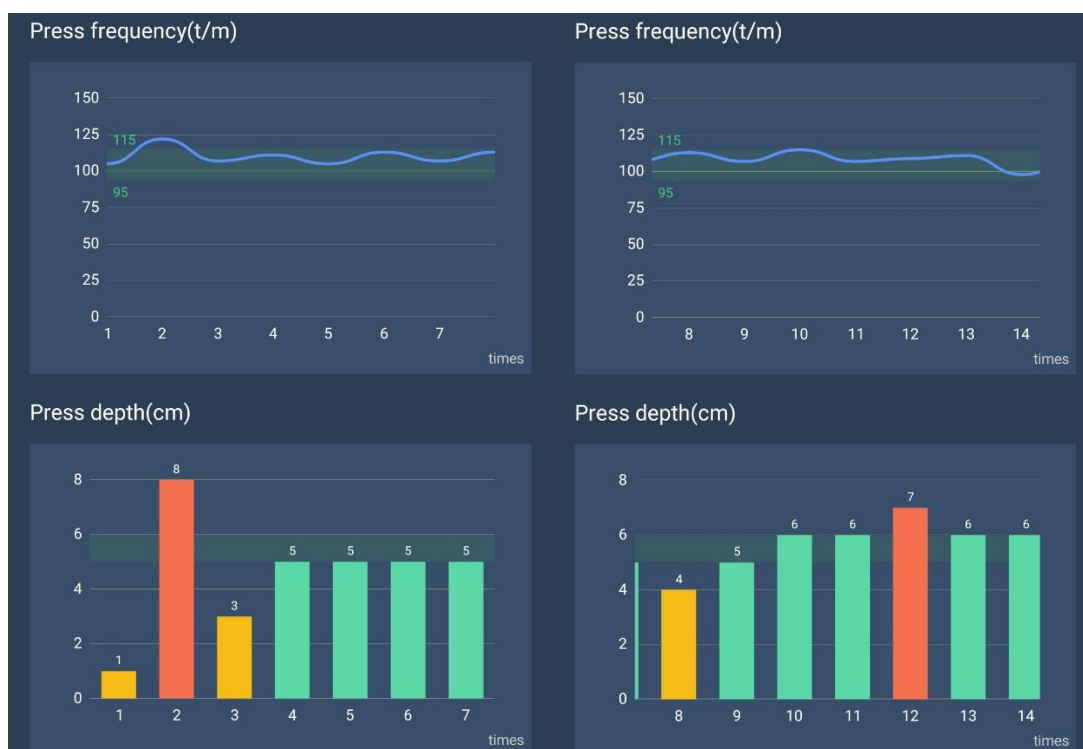 Press frequency(t/m)
150
125
115
100
95
75
50
25
0
1 2 3 4 5 6 7
times
Press frequency(t/m)
150
125
115
100
95
75
50
25
0
8 9 10 11 12 13 14
times
Press depth(cm)
8
6
4
2
0
1 8 3 5 5 5 5
1 2 3 4 5 6 7
times
Press depth(cm)
8
6
4
2
0
4 5 6 6 7 6 6
8 9 10 11 12 13 14
times